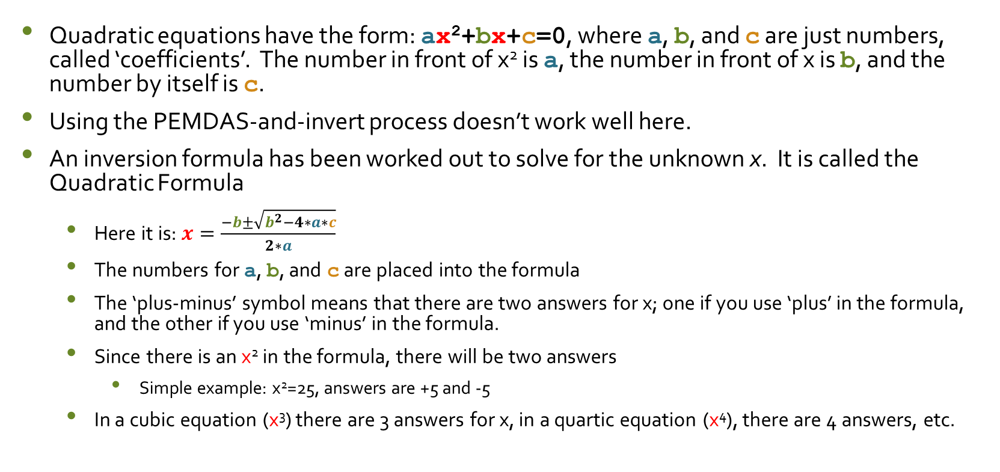 • Quadratic equations have the form: ax²+bx+c=0, where a, b, and c are just numbers,
called ‘coefficients’. The number in front of x² is a, the number in front of x is b, and the
number by itself is c.
• Using the PEMDAS-and-invert process doesn’t work well here.
• An inversion formula has been worked out to solve for the unknown x. It is called the
Quadratic Formula
• Here it is: x = (−b±√(b²−4∗a∗c))/(2∗a)
• The numbers for a, b, and c are placed into the formula
• The ‘plus-minus’ symbol means that there are two answers for x; one if you use ‘plus’ in the formula,
and the other if you use ‘minus’ in the formula.
• Since there is an x² in the formula, there will be two answers
• Simple example: x²=25, answers are +5 and -5
• In a cubic equation (x³) there are 3 answers for x, in a quartic equation (x⁴), there are 4 answers, etc.